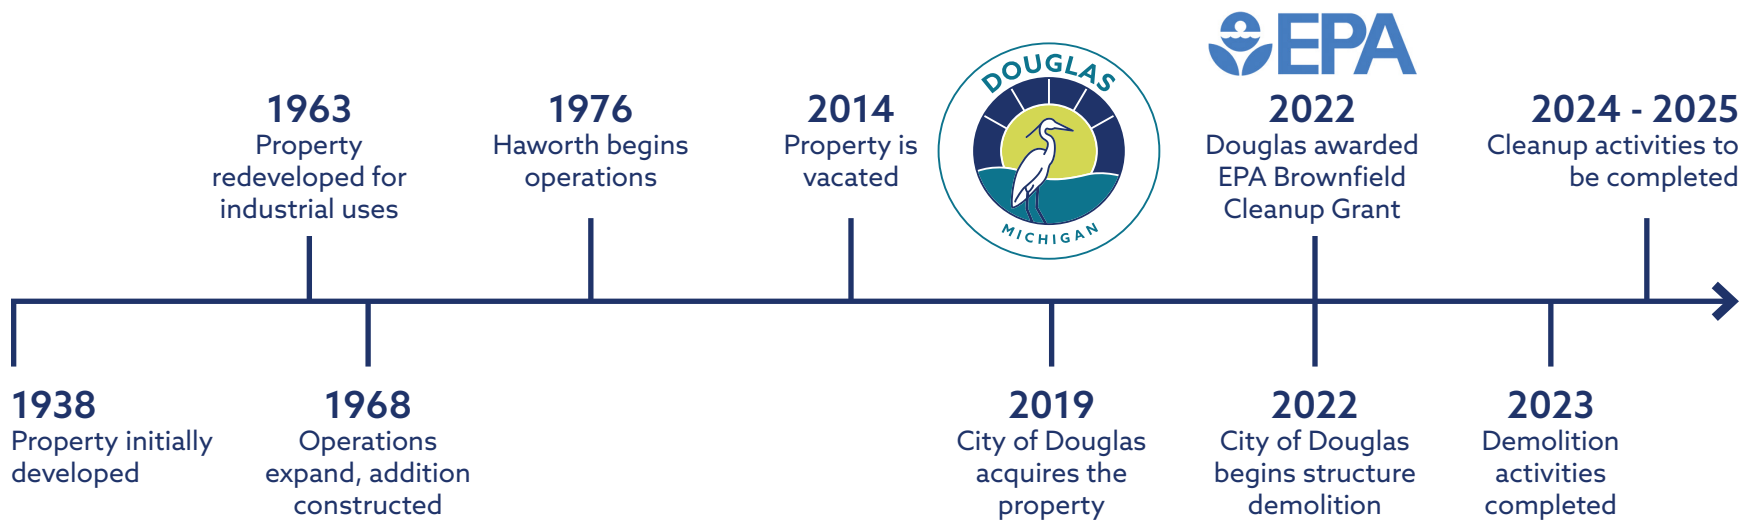 EPA
DOUGLAS
MICHIGAN
1963
Property
redeveloped for
industrial uses
1976
Haworth begins
operations
2014
Property is
vacated
2022
Douglas awarded
EPA Brownfield
Cleanup Grant
2024 - 2025
Cleanup activities to
be completed
1938
Property initially
developed
1968
Operations
expand, addition
constructed
2019
City of Douglas
acquires the
property
2022
City of Douglas
begins structure
demolition
2023
Demolition
activities
completed